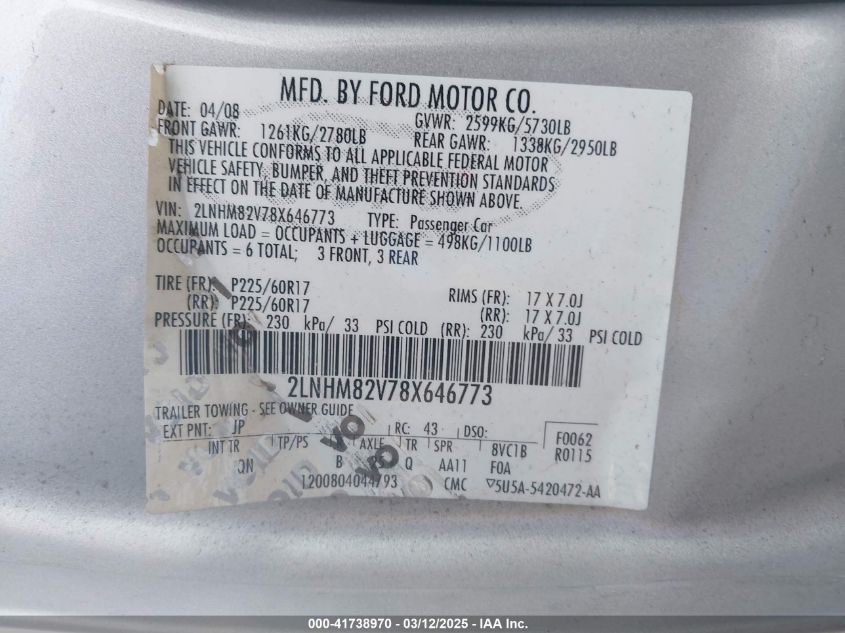 MFD. BY FORD MOTOR CO.
DATE: 04/08 GVWR: 2599KG/5730LB
FRONT GAWR: 1261KG/2780LB REAR GAWR: 1338KG/2950LB
THIS VEHICLE CONFORMS TO ALL APPLICABLE FEDERAL MOTOR
VEHICLE SAFETY, BUMPER, AND THEFT PREVENTION STANDARDS
IN EFFECT ON THE DATE OF MANUFACTURE SHOWN ABOVE.
VIN: 2LNHM82V78X646773 TYPE: Passenger Car
MAXIMUM LOAD = OCCUPANTS + LUGGAGE = 498KG/1100LB
OCCUPANTS = 6 TOTAL; 3 FRONT, 3 REAR
TIRE (FR): P225/60R17 RIMS (FR): 17 X 7.0J
(RR): P225/60R17 (RR): 17 X 7.0J
PRESSURE (FR): 230 kPa/ 33 PSI COLD (RR): 230 kPa/ 33 PSI COLD
2LNHM82V78X646773
TRAILER TOWING - SEE OWNER GUIDE
EXT PNT: JP RC: 43 DSO: F0062
INT TR TP/PS AXLE TR SPR 8VC1B R0115
QN B Q AA11 F0A
1200804044793 CMC ▽5U5A-5420472-AA
VOID VOID
000-41738970 - 03/12/2025 - IAA Inc.